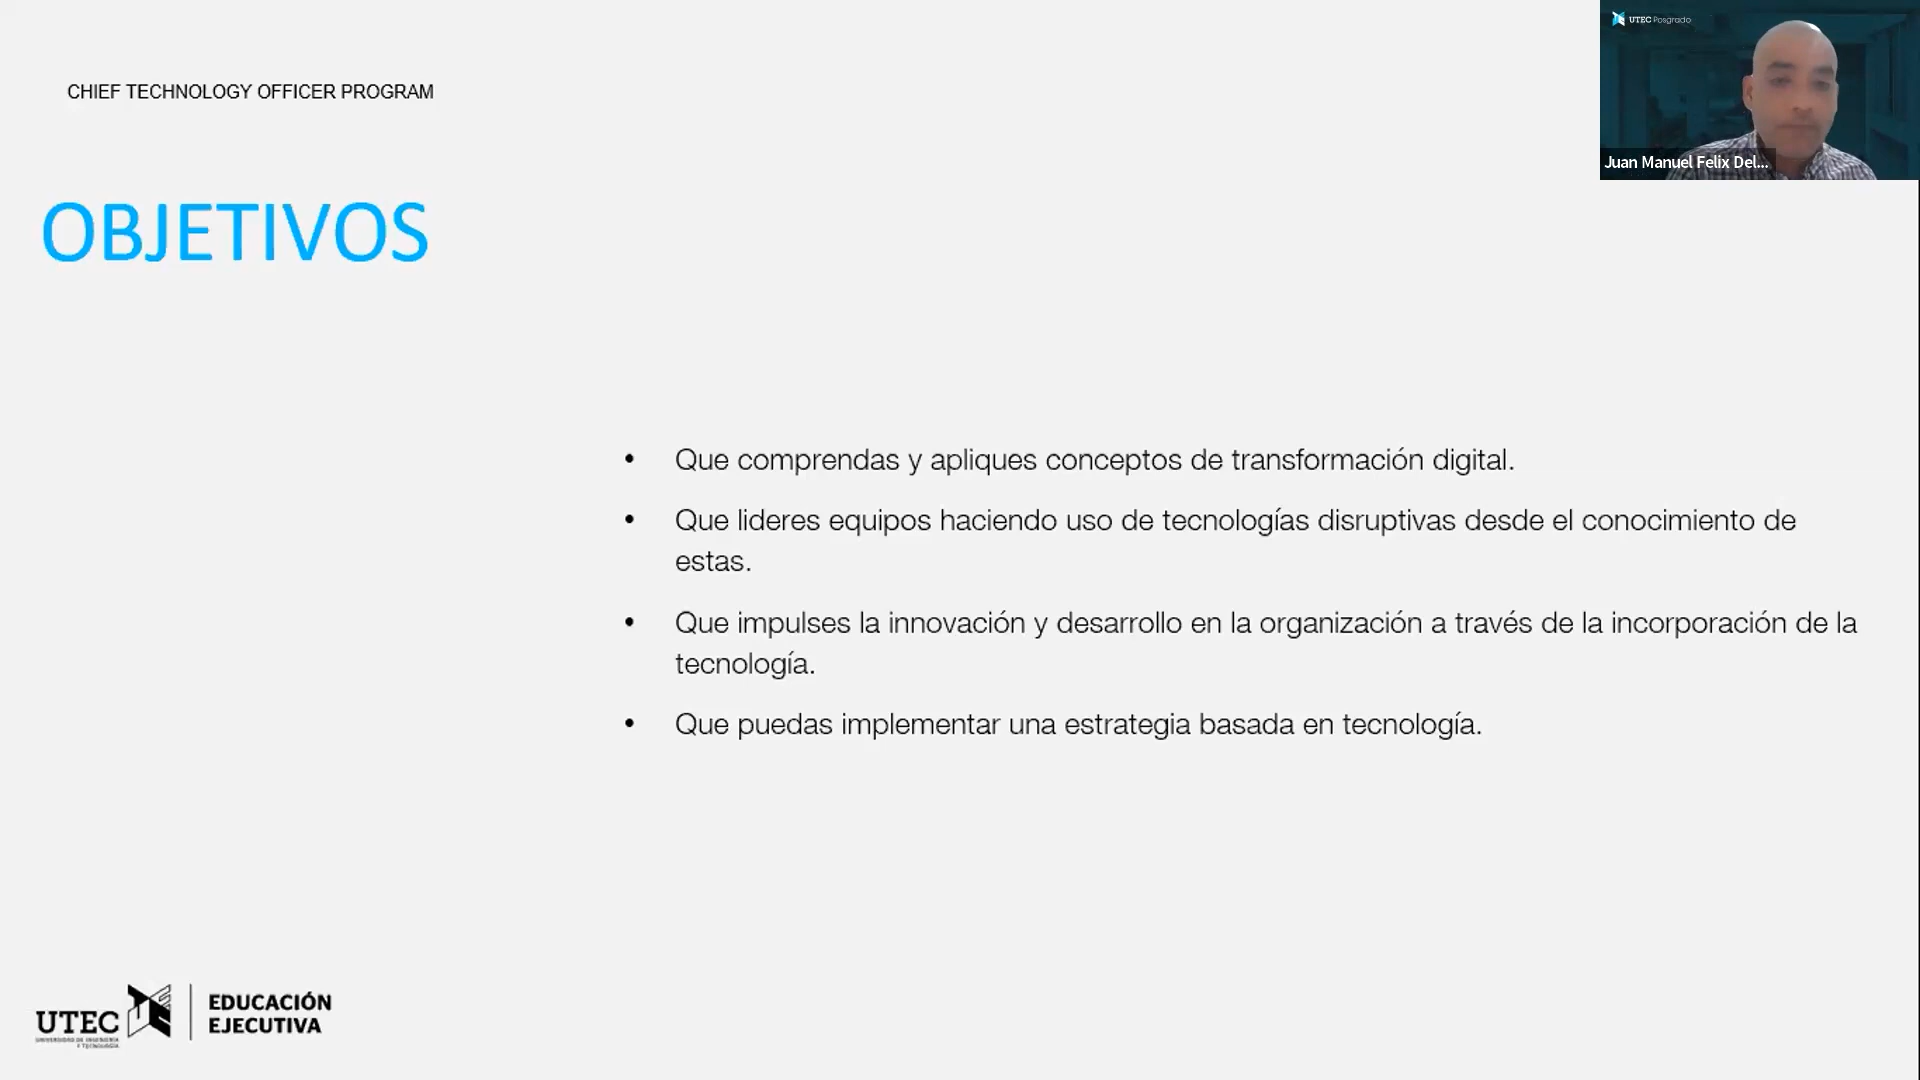 UTEC Posgrado
Juan Manuel Felix Del...
CHIEF TECHNOLOGY OFFICER PROGRAM
OBJETIVOS
• Que comprendas y apliques conceptos de transformación digital.
• Que lideres equipos haciendo uso de tecnologías disruptivas desde el conocimiento de
estas.
• Que impulses la innovación y desarrollo en la organización a través de la incorporación de la
tecnología.
• Que puedas implementar una estrategia basada en tecnología.
UTEC
UNIVERSIDAD DE INGENIERÍA
Y TECNOLOGÍA
EDUCACIÓN
EJECUTIVA